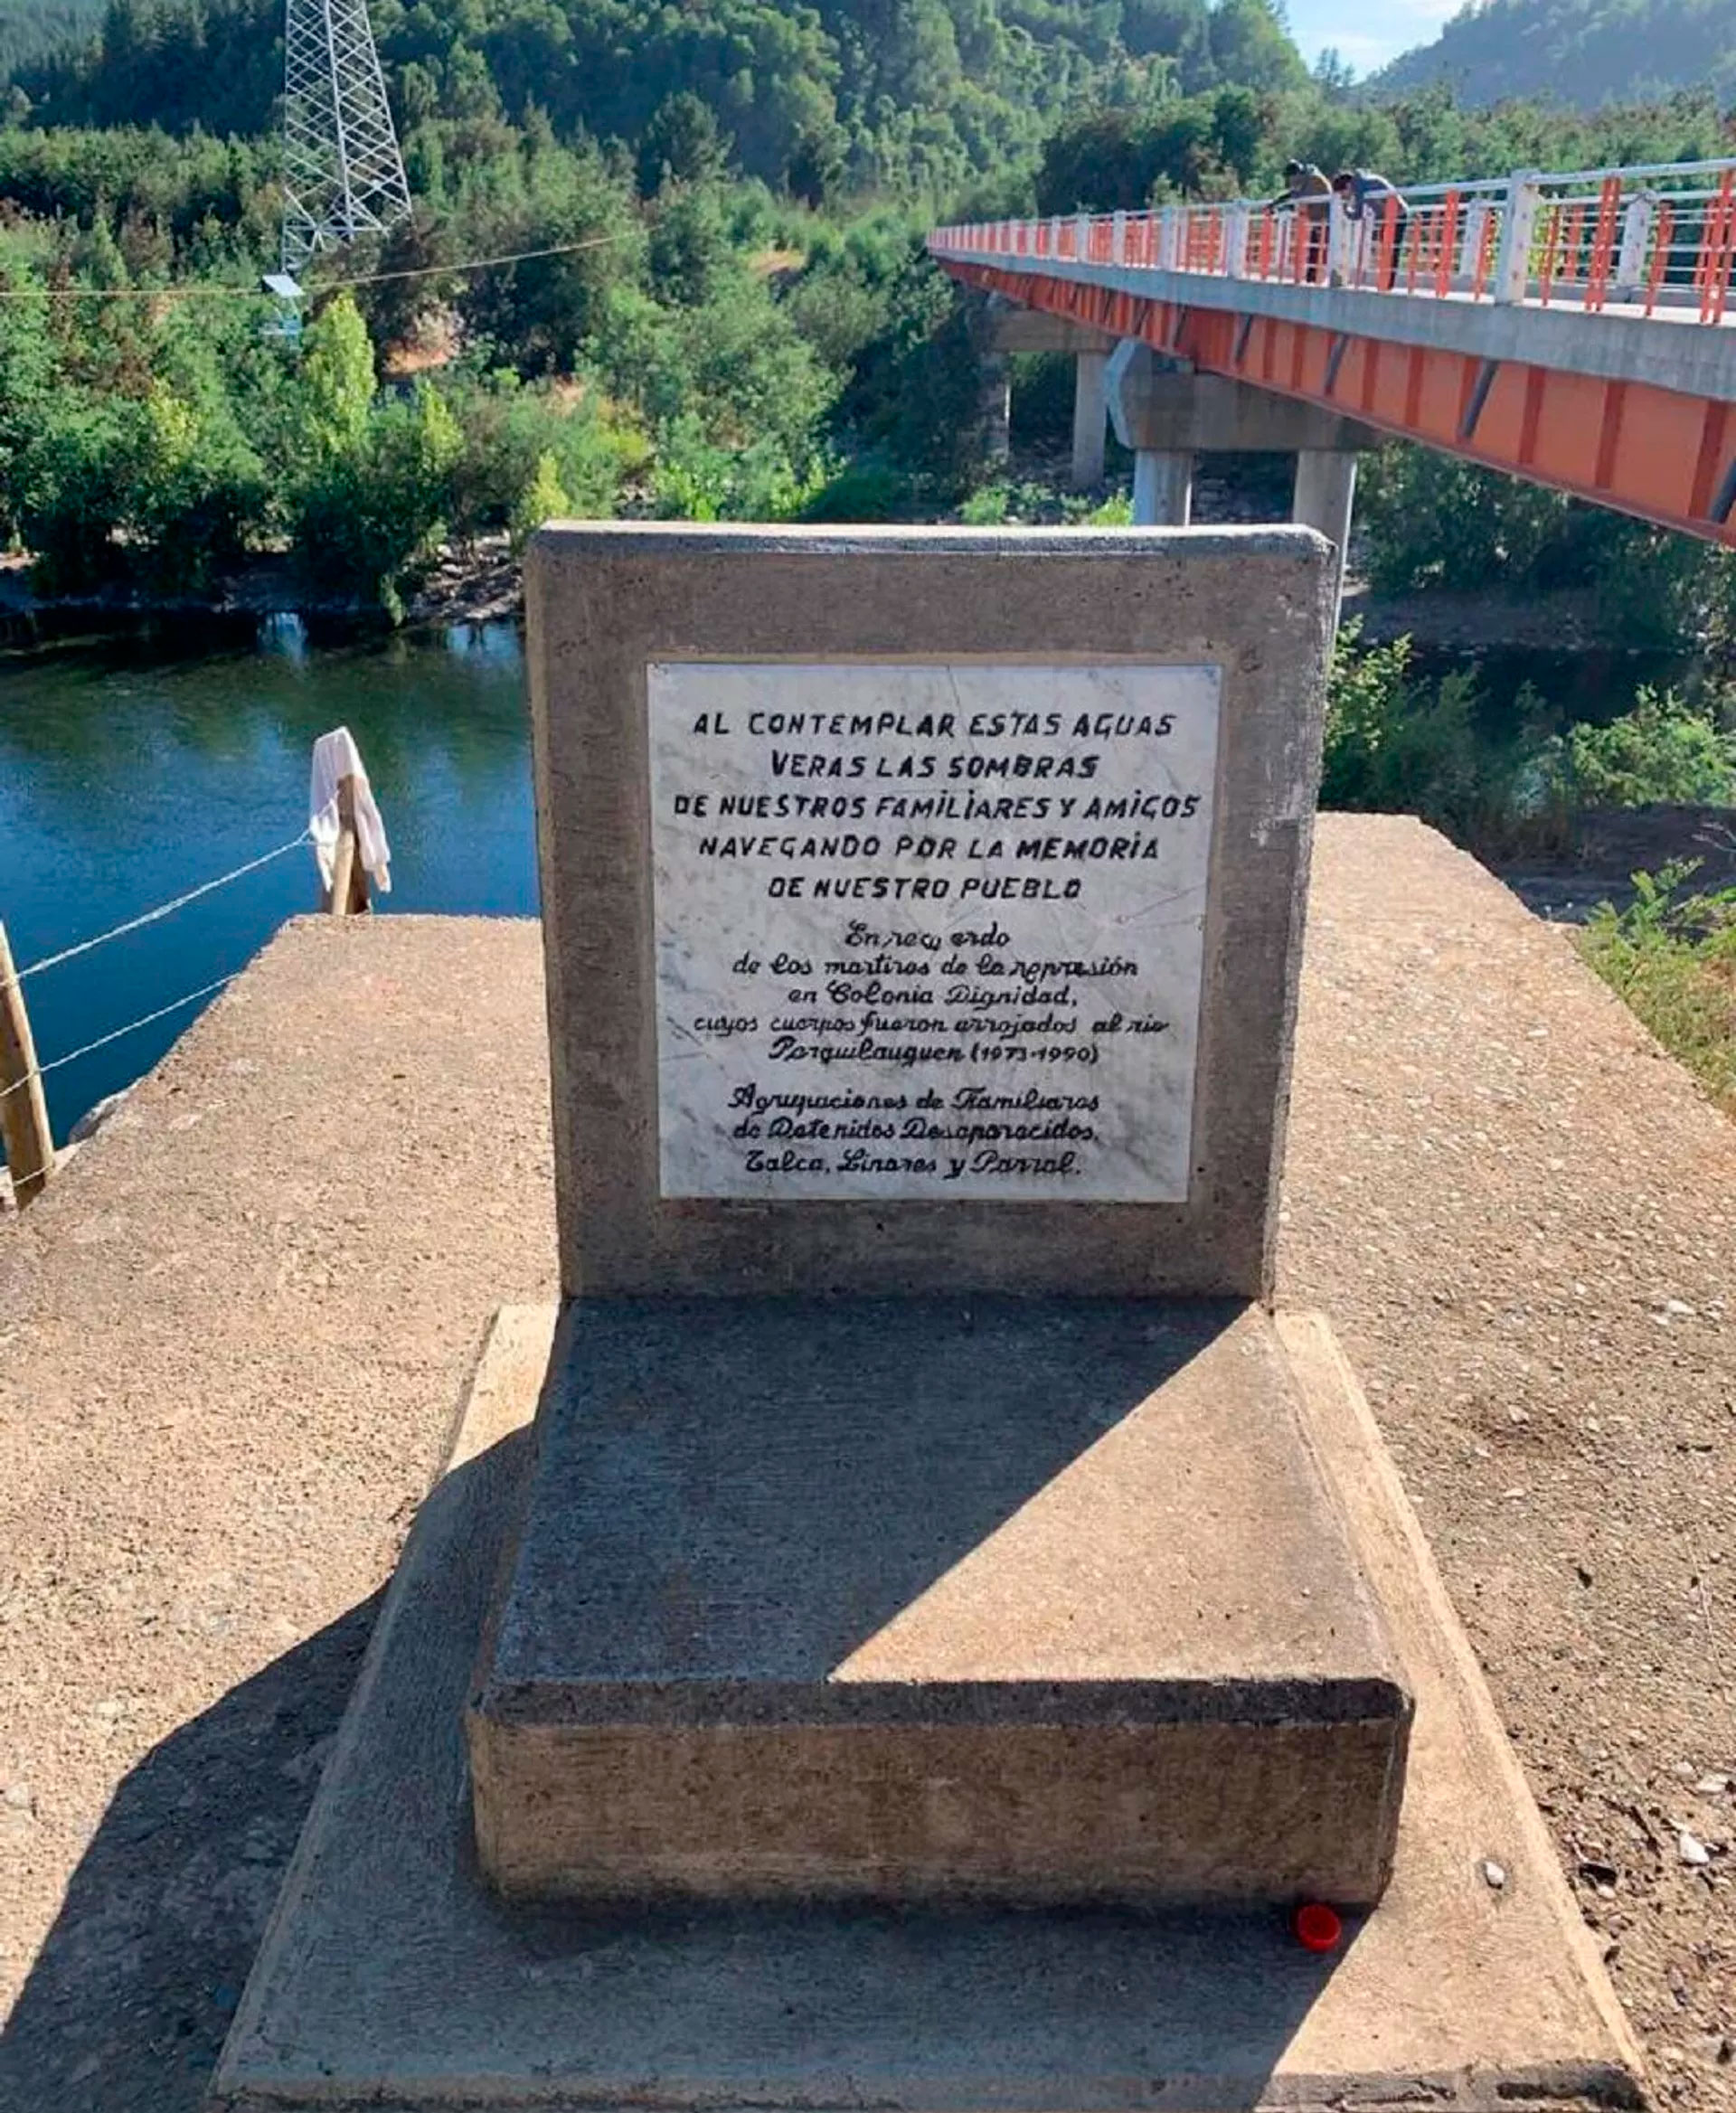 AL CONTEMPLAR ESTAS AGUAS
VERAS LAS SOMBRAS
DE NUESTROS FAMILIARES Y AMIGOS
NAVEGANDO POR LA MEMORIA
DE NUESTRO PUEBLO
En recuerdo
de los martires de la represión
en Colonia Dignidad,
cuyos cuerpos fueron arrojados al rio
Perquilauquen (1973-1990)
Agrupaciones de Familiares
de Detenidos Desaparecidos,
Talca, Linares y Parral.